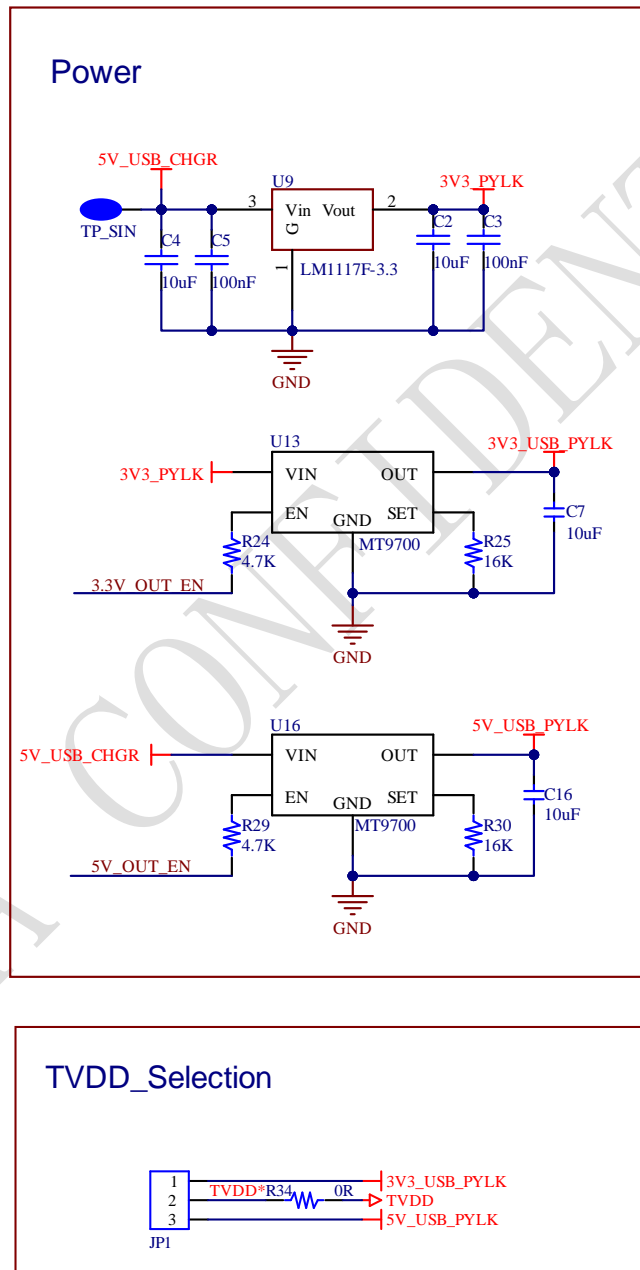 Power
5V_USB_CHGR
TP_SIN
C4
10uF
C5
100nF
U9
3 Vin Vout 2
G
1
LM1117F-3.3
3V3_PYLK
C2
10uF
C3
100nF
GND
U13
3V3_PYLK
VIN OUT
EN GND SET
MT9700
3V3_USB_PYLK
C7
10uF
R24
4.7K
R25
16K
3.3V_OUT_EN
GND
U16
5V_USB_CHGR
VIN OUT
EN GND SET
MT9700
5V_USB_PYLK
C16
10uF
R29
4.7K
R30
16K
5V_OUT_EN
GND
TVDD_Selection
1 3V3_USB_PYLK
2 TVDD* R34 0R TVDD
3 5V_USB_PYLK
JP1